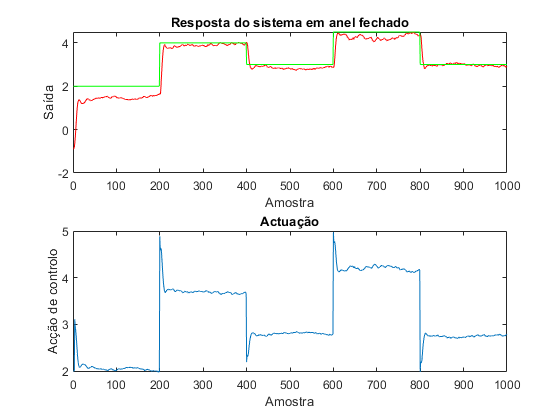 Resposta do sistema em anel fechado
Saída
4
2
0
-2
0 100 200 300 400 500 600 700 800 900 1000
Amostra
Actuação
Acção de controlo
5
4
3
2
0 100 200 300 400 500 600 700 800 900 1000
Amostra